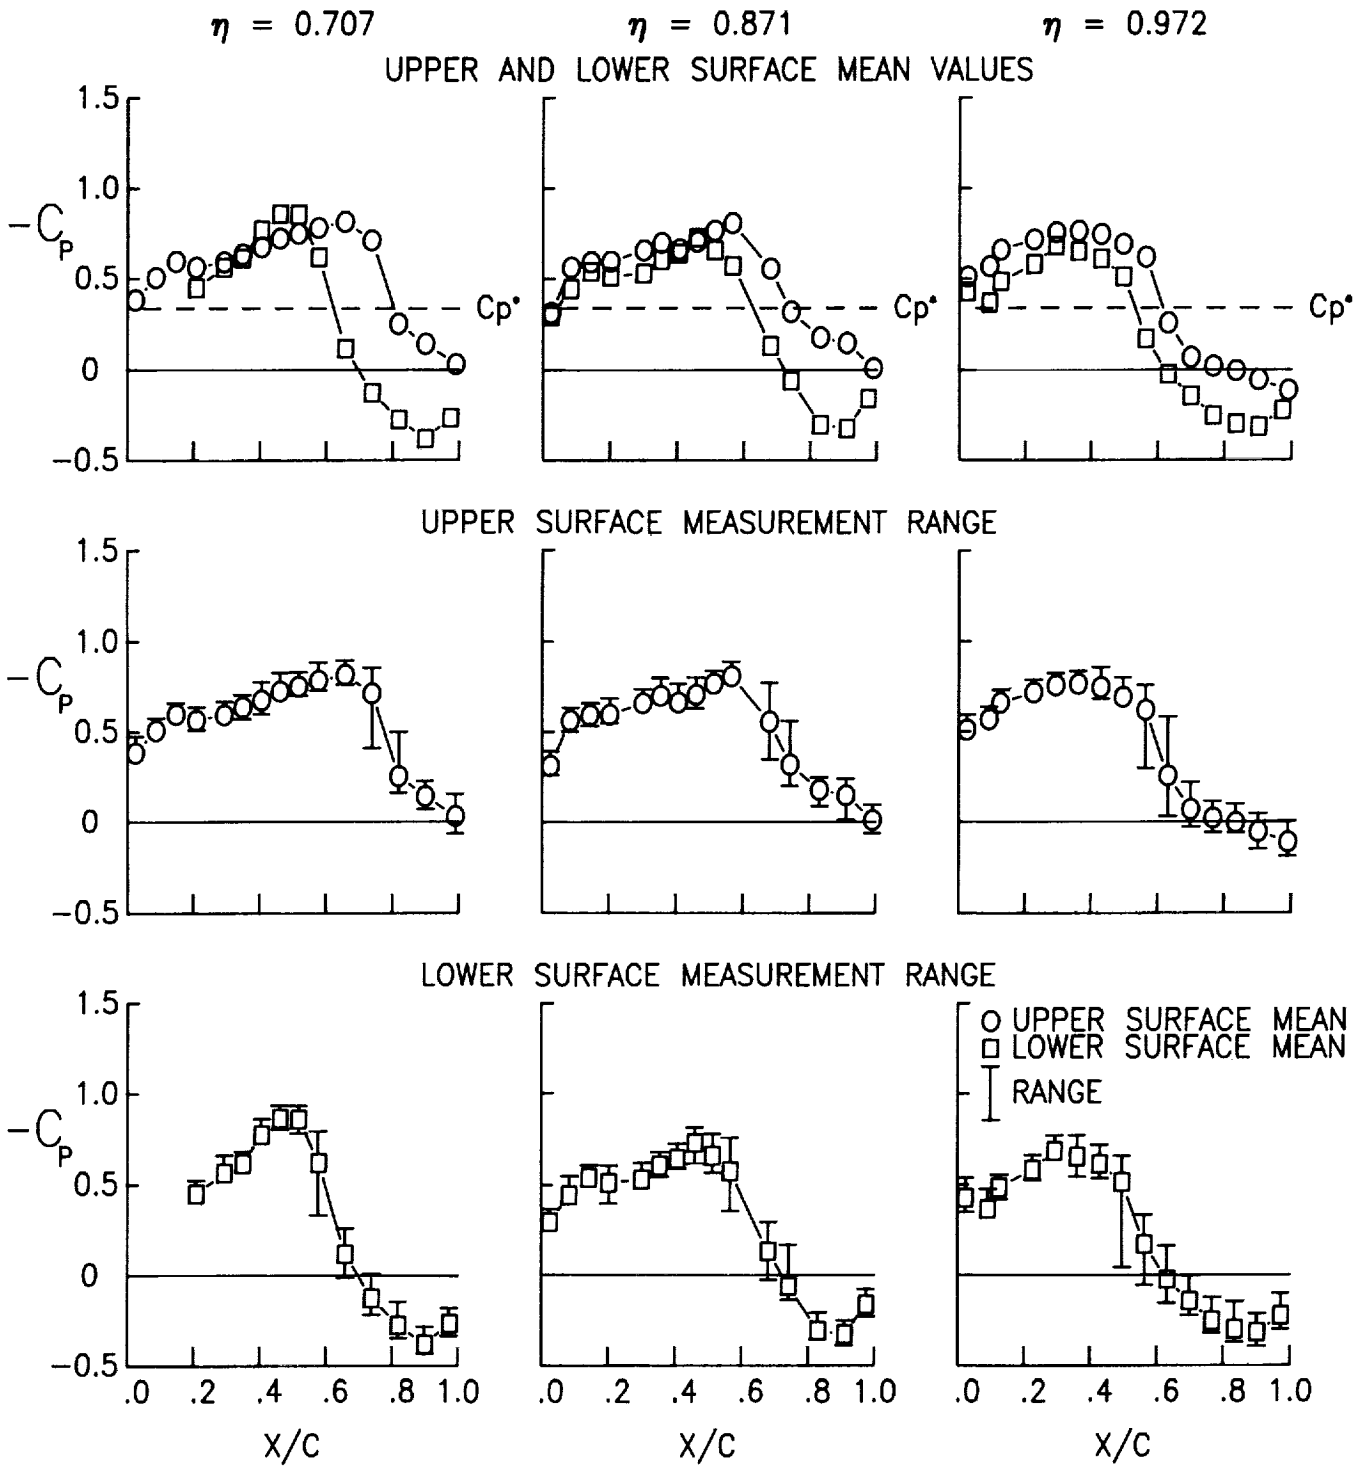 η = 0.707 η = 0.871 η = 0.972
UPPER AND LOWER SURFACE MEAN VALUES
1.5
1.0
-Cp
0.5
Cp* Cp* Cp*
0
-0.5
UPPER SURFACE MEASUREMENT RANGE
1.5
1.0
-Cp
0.5
0
-0.5
LOWER SURFACE MEASUREMENT RANGE
1.5
UPPER SURFACE MEAN
LOWER SURFACE MEAN
RANGE
1.0
-Cp
0.5
0
-0.5
.0 .2 .4 .6 .8 1.0 .0 .2 .4 .6 .8 1.0 .0 .2 .4 .6 .8 1.0
X/C X/C X/C